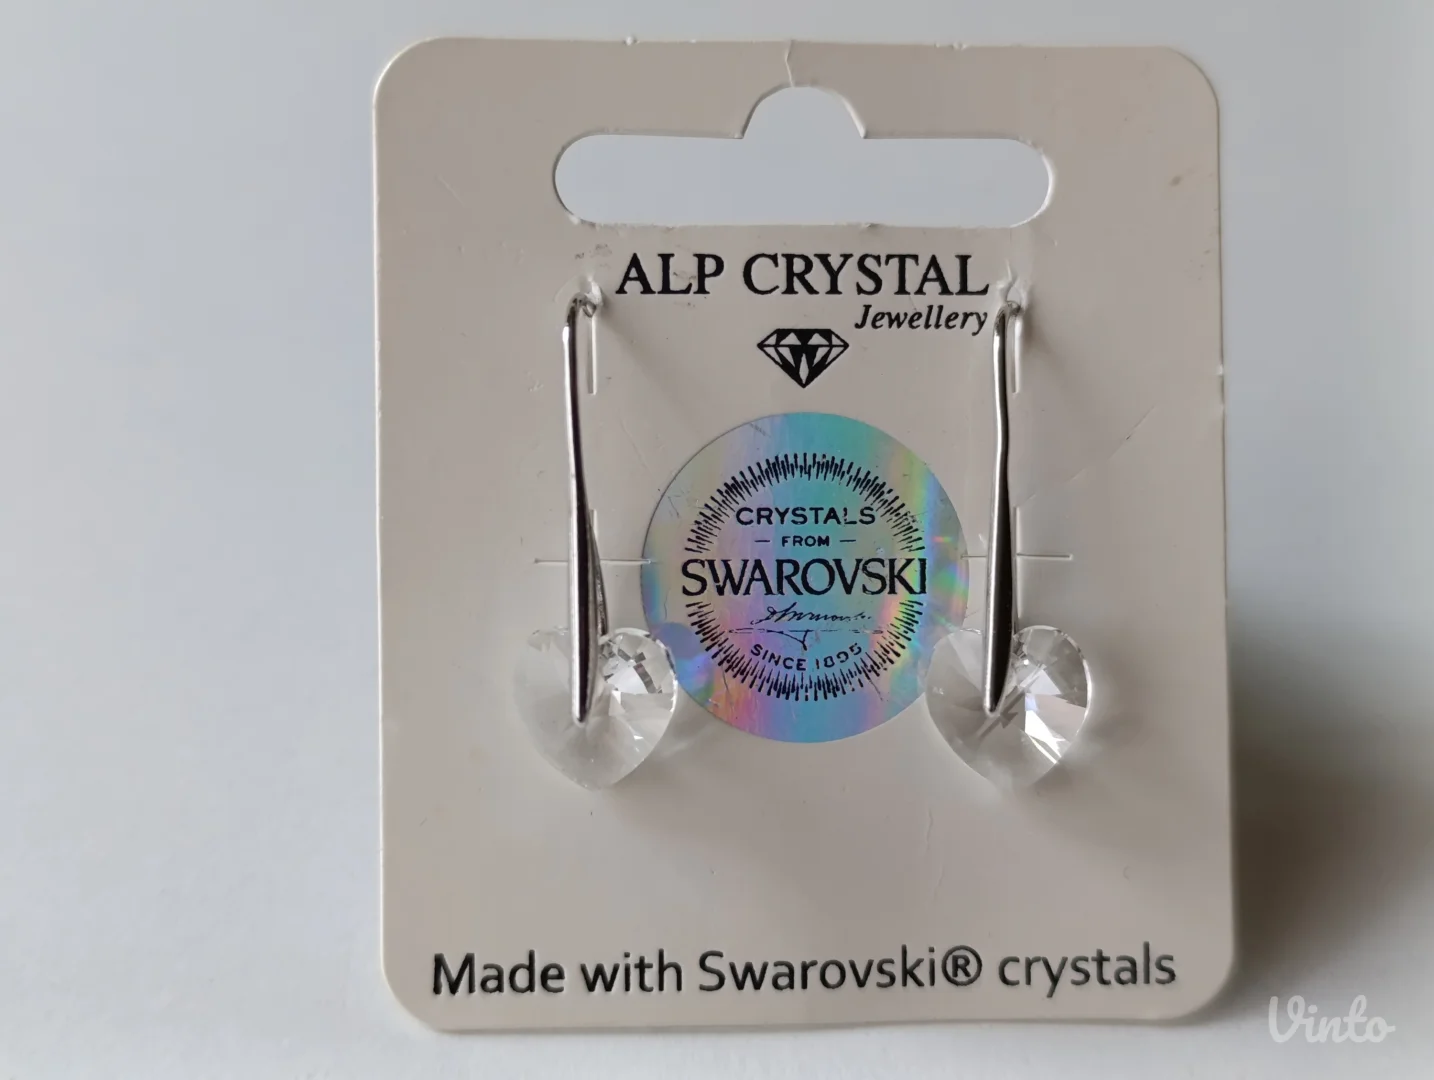 ALP CRYSTAL
Jewellery
CRYSTALS
– FROM –
SWAROVSKI
SINCE 1895
Made with Swarovski® crystals
Vinto